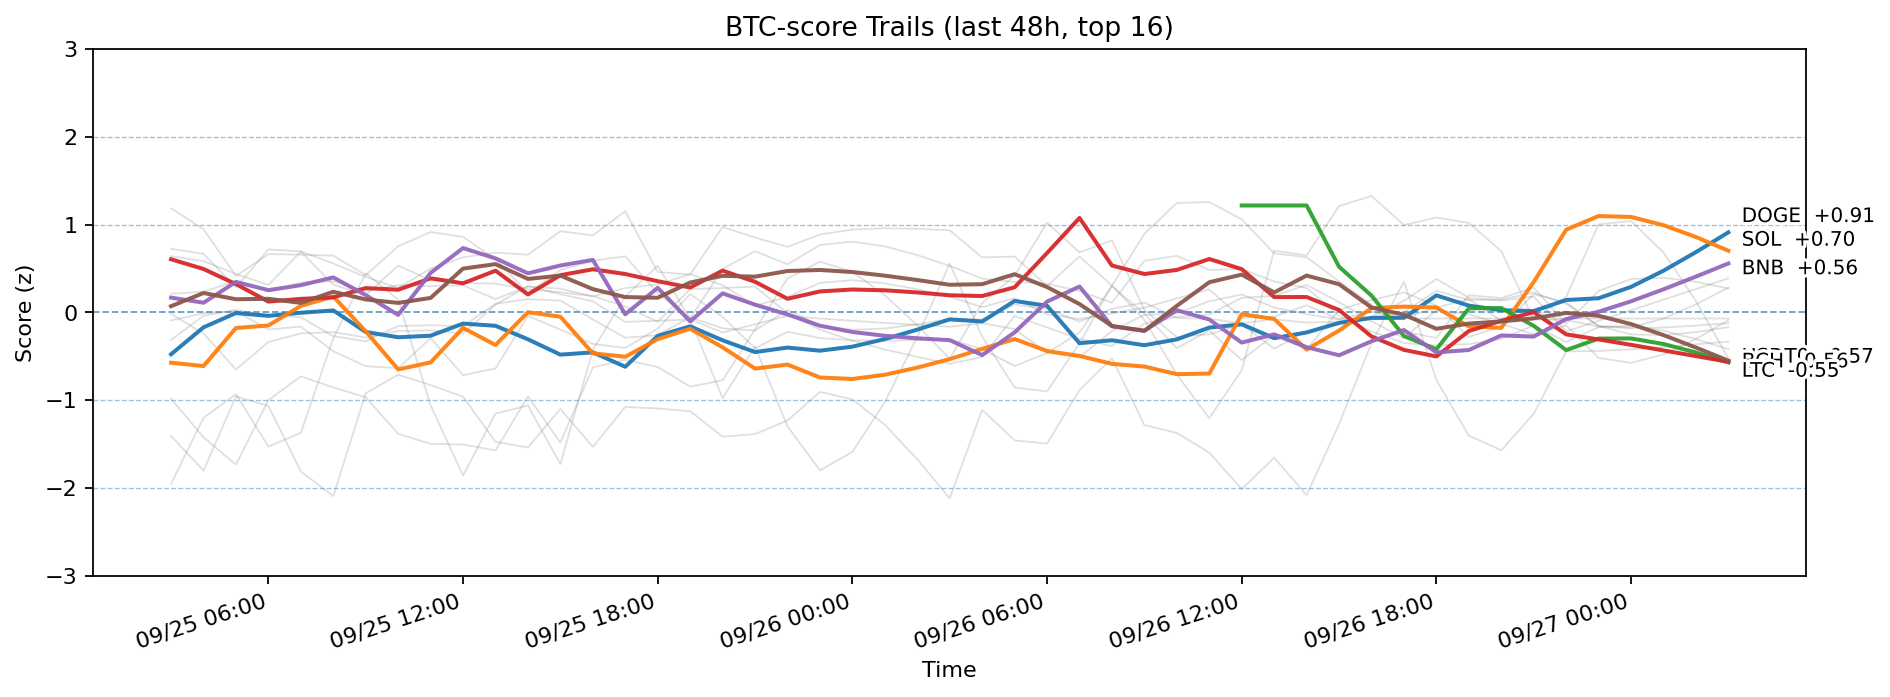 BTC-score Trails (last 48h, top 16)
3
2
1
0
−1
−2
−3
Score (z)
DOGE +0.91
SOL +0.70
BNB +0.56
LTC -0.55
09/25 06:00
09/25 12:00
09/25 18:00
09/26 00:00
09/26 06:00
09/26 12:00
09/26 18:00
09/27 00:00
Time